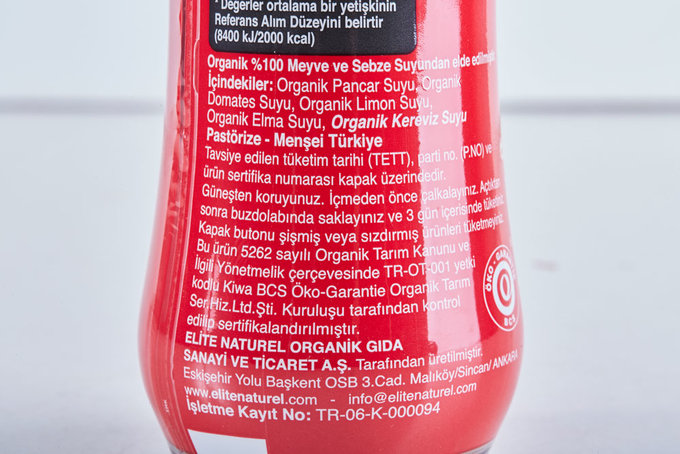 * Değerler ortalama bir yetişkinin
Referans Alım Düzeyini belirtir
(8400 kJ/2000 kcal)
Organik %100 Meyve ve Sebze Suyundan elde edilmiştir
İçindekiler: Organik Pancar Suyu, Organik
Domates Suyu, Organik Limon Suyu,
Organik Elma Suyu, Organik Kereviz Suyu
Pastörize - Menşei Türkiye
Tavsiye edilen tüketim tarihi (TETT), parti no. (P.NO) ve
ürün sertifika numarası kapak üzerindedir.
Güneşten koruyunuz. İçmeden önce çalkalayınız. Açtıktan
sonra buzdolabında saklayınız ve 3 gün içerisinde tüketiniz.
Kapak butonu şişmiş veya sızdırmış ürünleri tüketmeyiniz.
Bu ürün 5262 sayılı Organik Tarım Kanunu ve
İlgili Yönetmelik çerçevesinde TR-OT-001 yetki
kodlu Kiwa BCS Öko-Garantie Organik Tarım
Ser.Hiz.Ltd.Şti. Kuruluşu tarafından kontrol
edilip sertifikalandırılmıştır.
ÖKO - GARANTIE
BCS
ELITE NATUREL ORGANİK GIDA
SANAYİ VE TİCARET A.Ş. Tarafından üretilmiştir.
Eskişehir Yolu Başkent OSB 3.Cad. Malıköy/Sincan/ ANKARA
www.elitenaturel.com - info@elitenaturel.com
İşletme Kayıt No: TR-06-K-000094